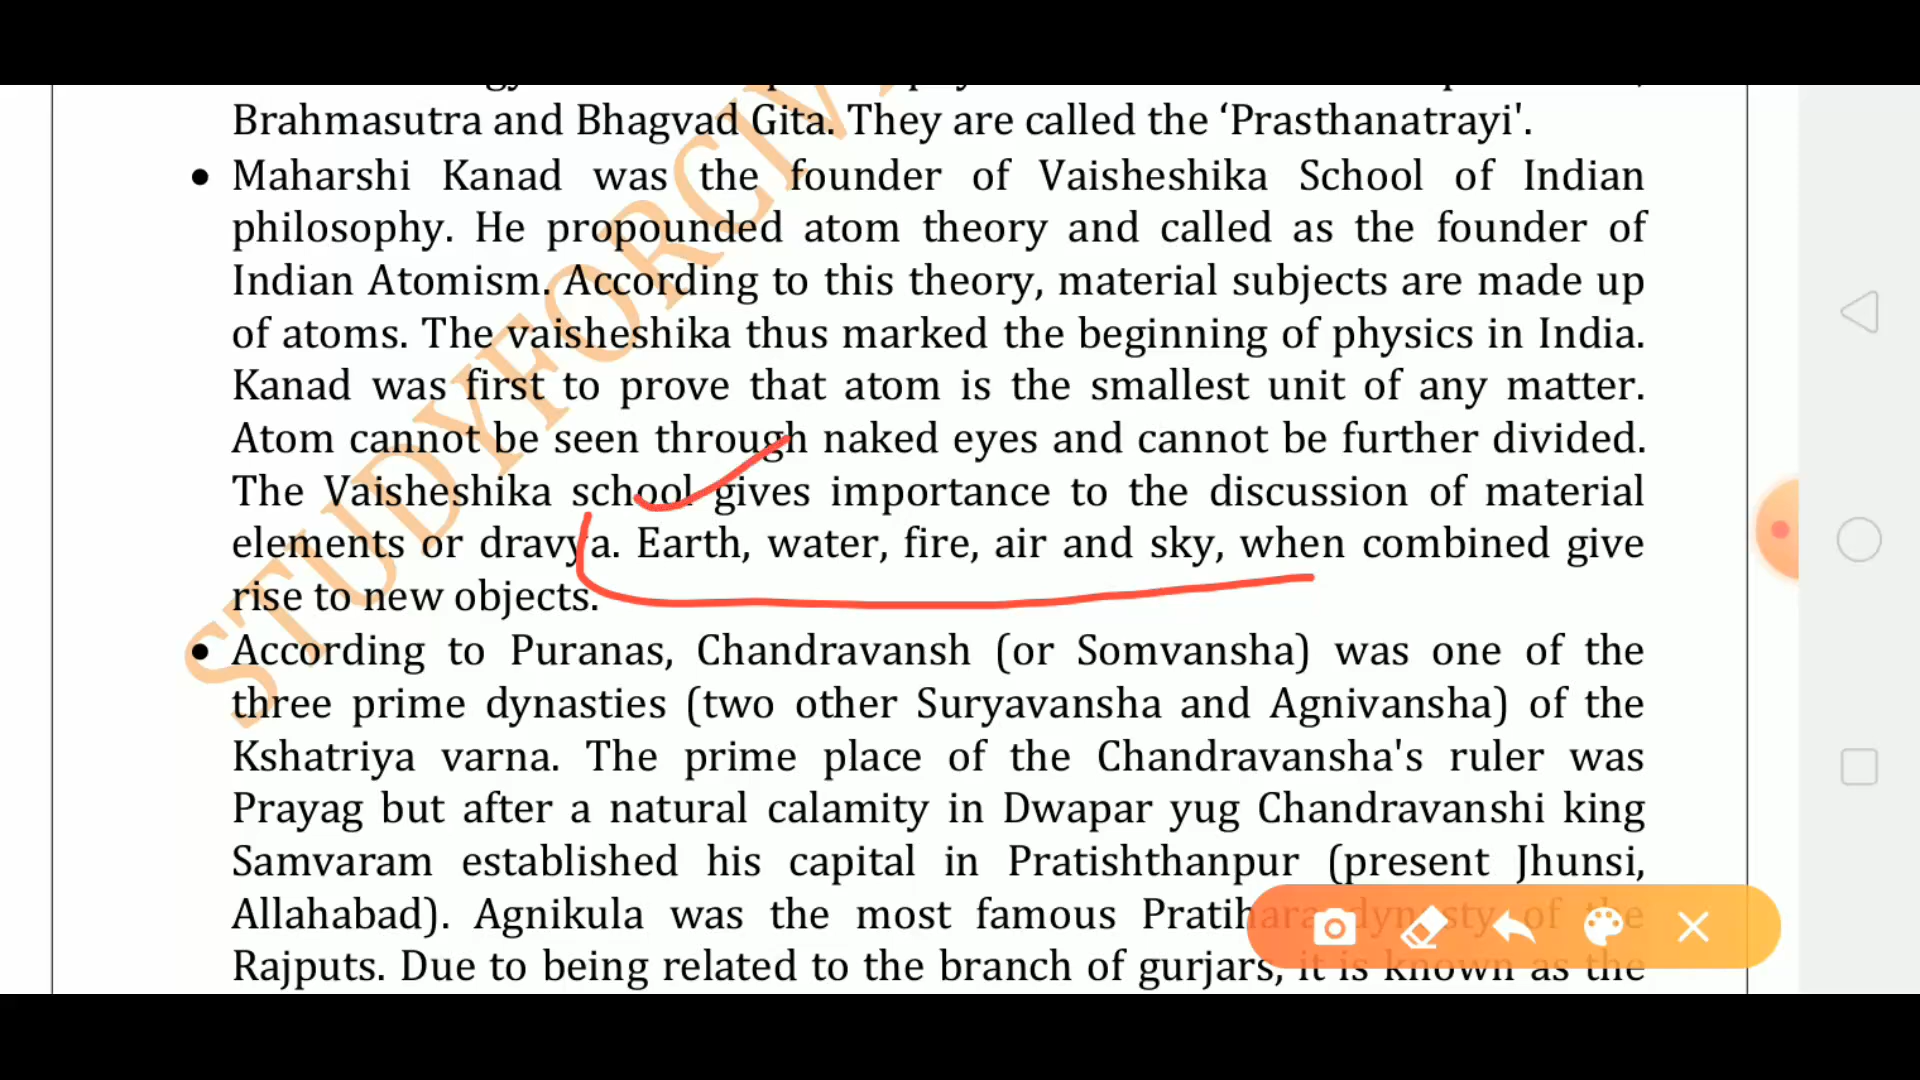 Brahmasutra and Bhagvad Gita. They are called the ‘Prasthanatrayi'.
• Maharshi Kanad was the founder of Vaisheshika School of Indian
philosophy. He propounded atom theory and called as the founder of
Indian Atomism. According to this theory, material subjects are made up
of atoms. The vaisheshika thus marked the beginning of physics in India.
Kanad was first to prove that atom is the smallest unit of any matter.
Atom cannot be seen through naked eyes and cannot be further divided.
The Vaisheshika school gives importance to the discussion of material
elements or dravya. Earth, water, fire, air and sky, when combined give
rise to new objects.
• According to Puranas, Chandravansh (or Somvansha) was one of the
three prime dynasties (two other Suryavansha and Agnivansha) of the
Kshatriya varna. The prime place of the Chandravansha's ruler was
Prayag but after a natural calamity in Dwapar yug Chandravanshi king
Samvaram established his capital in Pratishthanpur (present Jhunsi,
Allahabad). Agnikula was the most famous Pratihara dynasty of the
Rajputs. Due to being related to the branch of gurjars, it is known as the
STUDYFORCIV